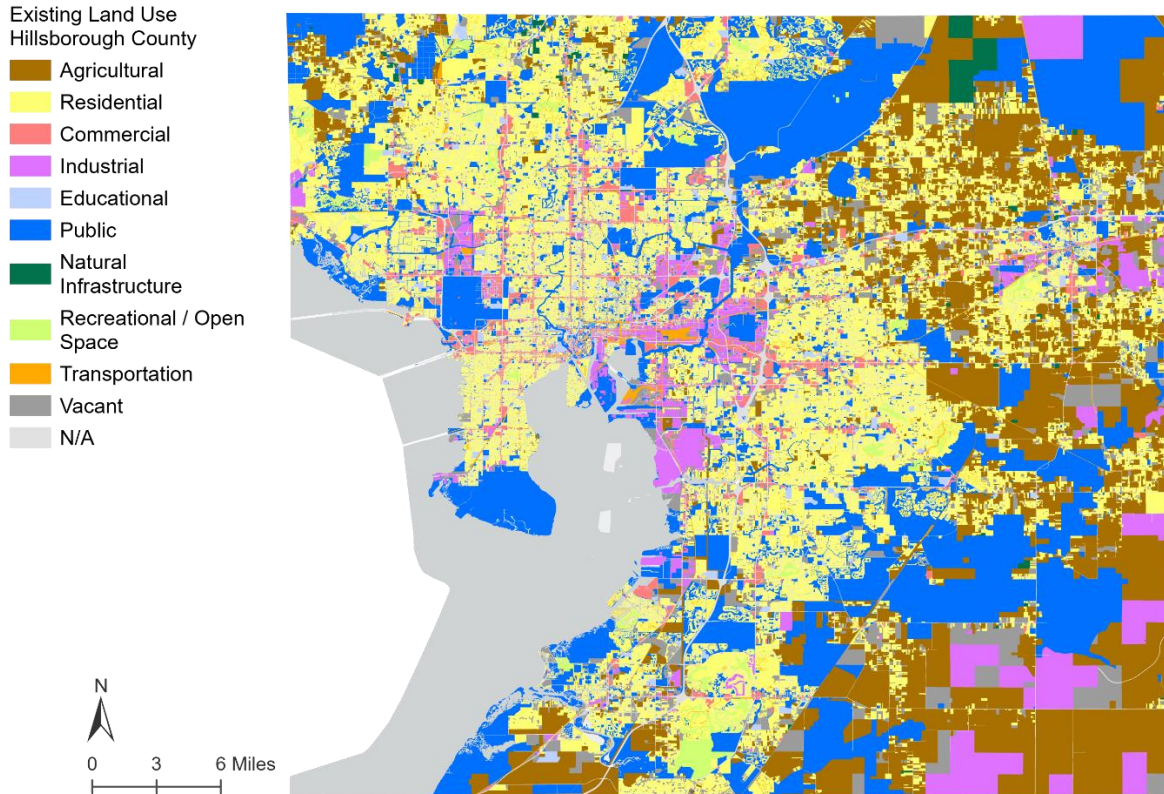 Existing Land Use
Hillsborough County
Agricultural
Residential
Commercial
Industrial
Educational
Public
Natural
Infrastructure
Recreational / Open
Space
Transportation
Vacant
N/A
N
0 3 6 Miles